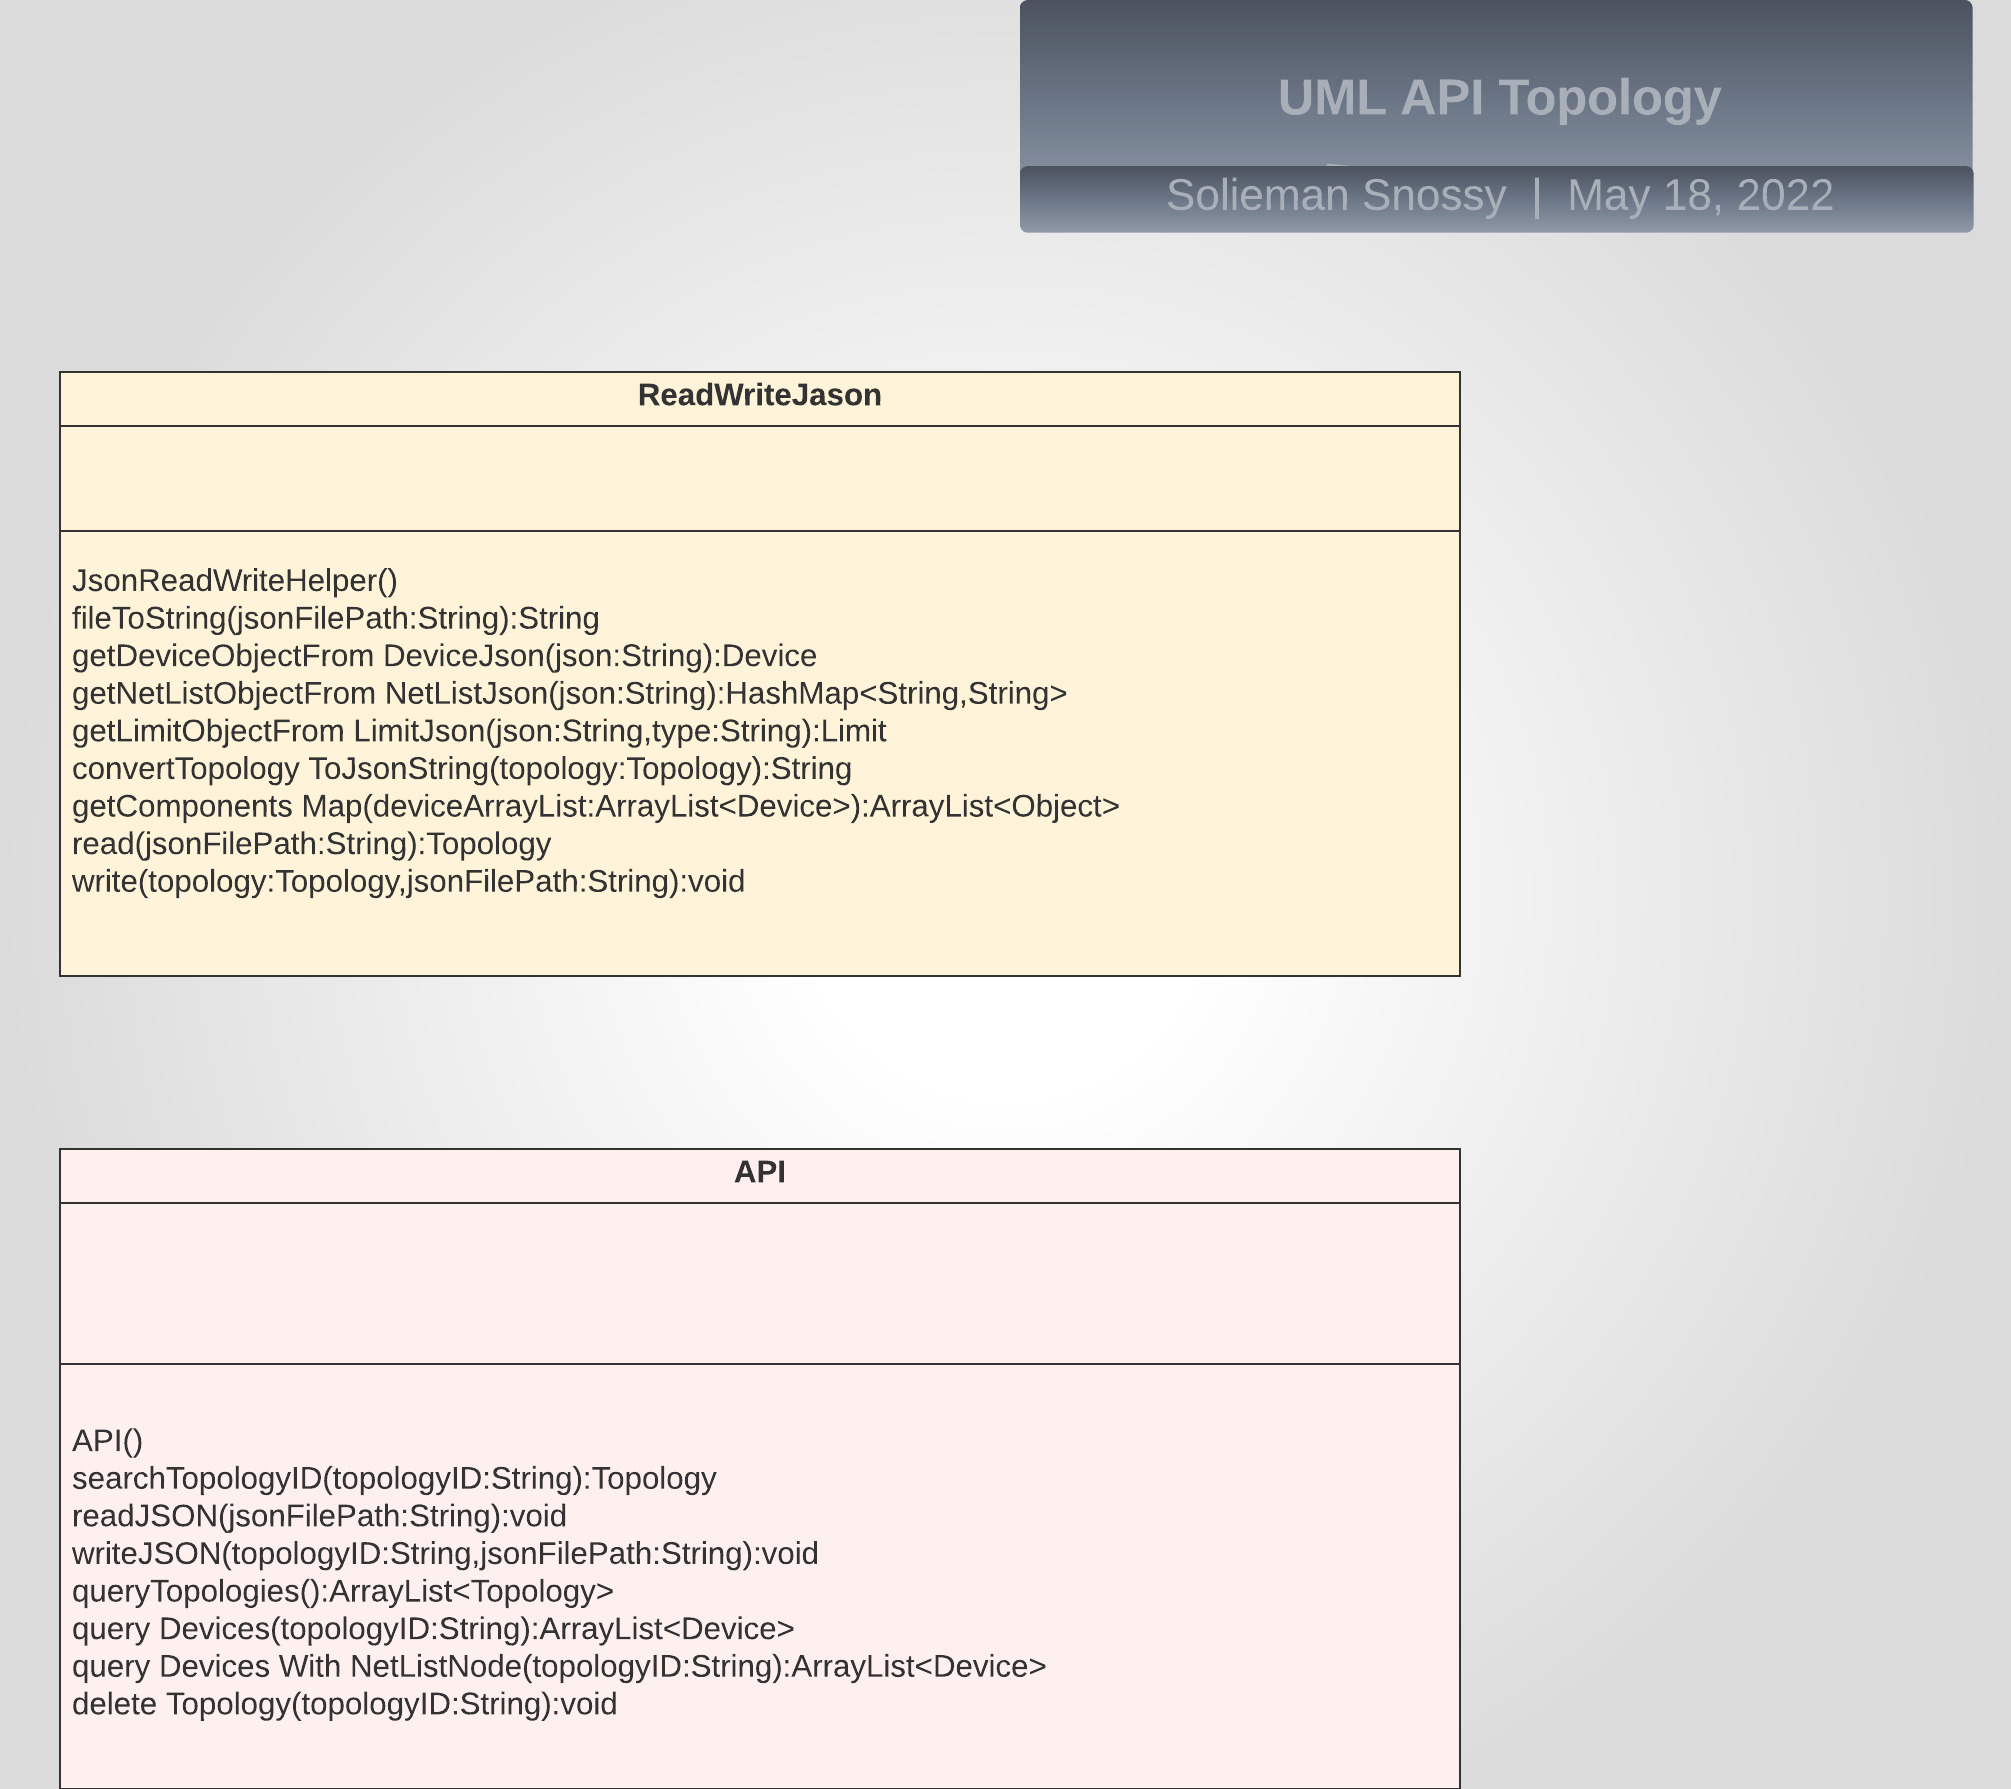 UML API Topology
Solieman Snossy | May 18, 2022
ReadWriteJason
JsonReadWriteHelper()
fileToString(jsonFilePath:String):String
getDeviceObjectFrom DeviceJson(json:String):Device
getNetListObjectFrom NetListJson(json:String):HashMap<String,String>
getLimitObjectFrom LimitJson(json:String,type:String):Limit
convertTopology ToJsonString(topology:Topology):String
getComponents Map(deviceArrayList:ArrayList<Device>):ArrayList<Object>
read(jsonFilePath:String):Topology
write(topology:Topology,jsonFilePath:String):void
API
API()
searchTopologyID(topologyID:String):Topology
readJSON(jsonFilePath:String):void
writeJSON(topologyID:String,jsonFilePath:String):void
queryTopologies():ArrayList<Topology>
query Devices(topologyID:String):ArrayList<Device>
query Devices With NetListNode(topologyID:String):ArrayList<Device>
delete Topology(topologyID:String):void